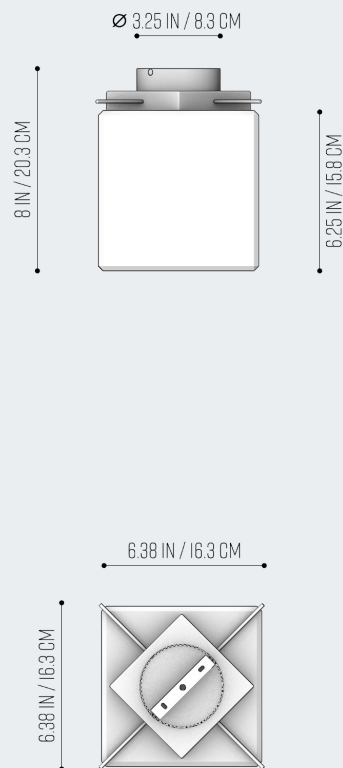 Ø 3.25 IN / 8.3 CM
8 IN / 20.3 CM
6.25 IN / 15.8 CM
6.38 IN / 16.3 CM
6.38 IN / 16.3 CM